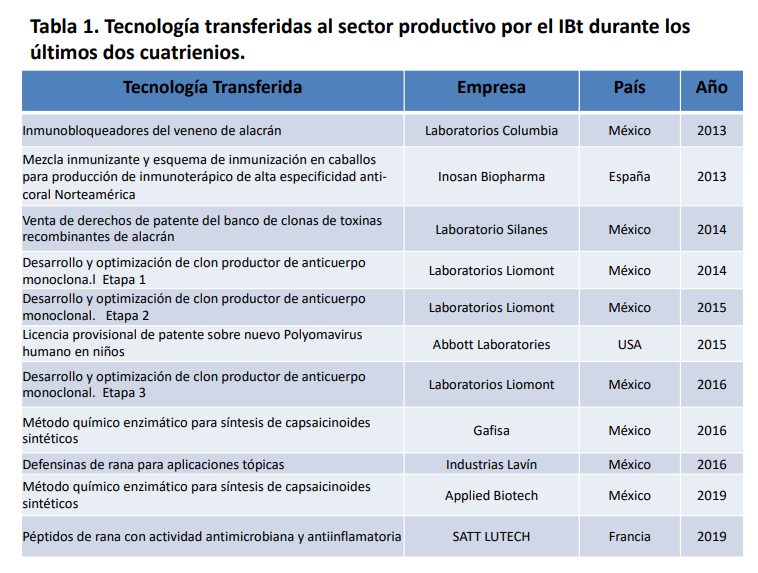 Tabla 1. Tecnología transferidas al sector productivo por el IBt durante los
últimos dos cuatrienios.
Tecnología Transferida Empresa País Año
Inmunobloqueadores del veneno de alacrán Laboratorios Columbia México 2013
Mezcla inmunizante y esquema de inmunización en caballos
para producción de inmunoterápico de alta especificidad anti-
coral Norteamérica Inosan Biopharma España 2013
Venta de derechos de patente del banco de clonas de toxinas
recombinantes de alacrán Laboratorio Silanes México 2014
Desarrollo y optimización de clon productor de anticuerpo
monoclona.l Etapa 1 Laboratorios Liomont México 2014
Desarrollo y optimización de clon productor de anticuerpo
monoclonal. Etapa 2 Laboratorios Liomont México 2015
Licencia provisional de patente sobre nuevo Polyomavirus
humano en niños Abbott Laboratories USA 2015
Desarrollo y optimización de clon productor de anticuerpo
monoclonal. Etapa 3 Laboratorios Liomont México 2016
Método químico enzimático para síntesis de capsaicinoides
sintéticos Gafisa México 2016
Defensinas de rana para aplicaciones tópicas Industrias Lavín México 2016
Método químico enzimático para síntesis de capsaicinoides
sintéticos Applied Biotech México 2019
Péptidos de rana con actividad antimicrobiana y antiinflamatoria SATT LUTECH Francia 2019